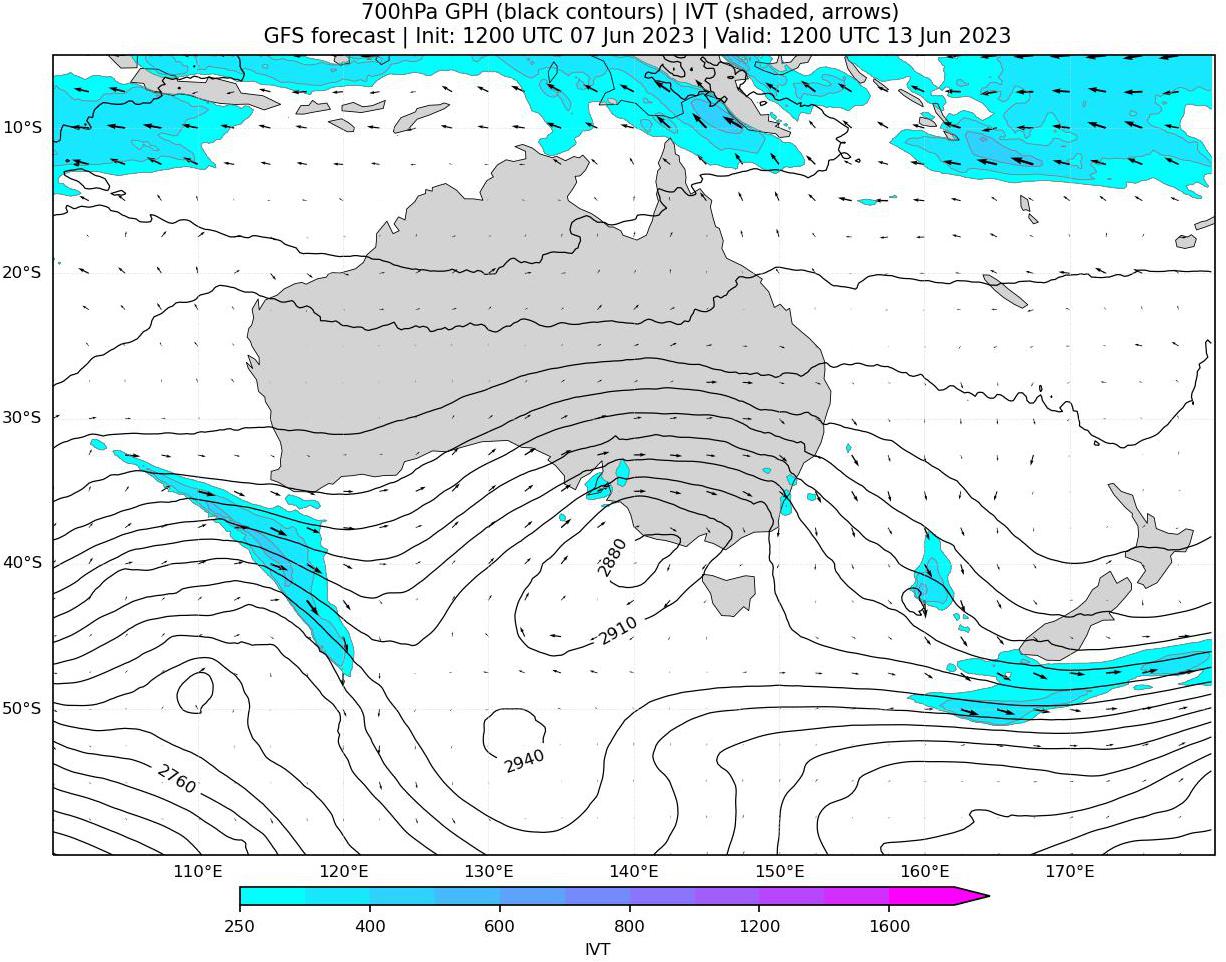 700hPa GPH (black contours) | IVT (shaded, arrows)
GFS forecast | Init: 1200 UTC 07 Jun 2023 | Valid: 1200 UTC 13 Jun 2023
10°S
20°S
30°S
40°S
50°S
2880
2910
2940
2760
110°E 120°E 130°E 140°E 150°E 160°E 170°E
250 400 600 800 1200 1600
IVT